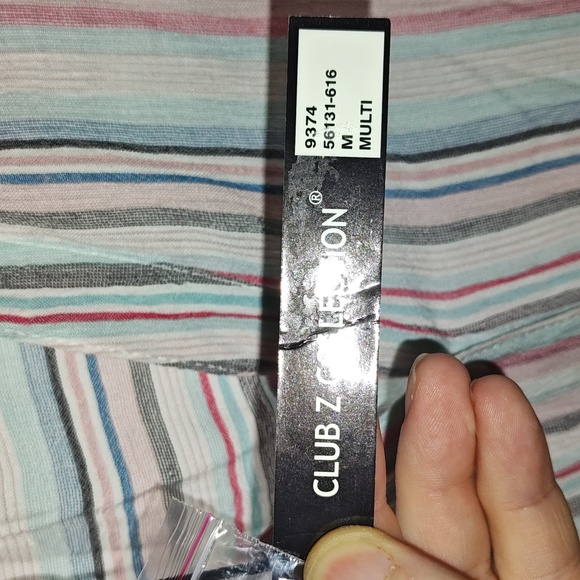 9374
56131-616
M
MULTI
CLUB Z COLLECTION®